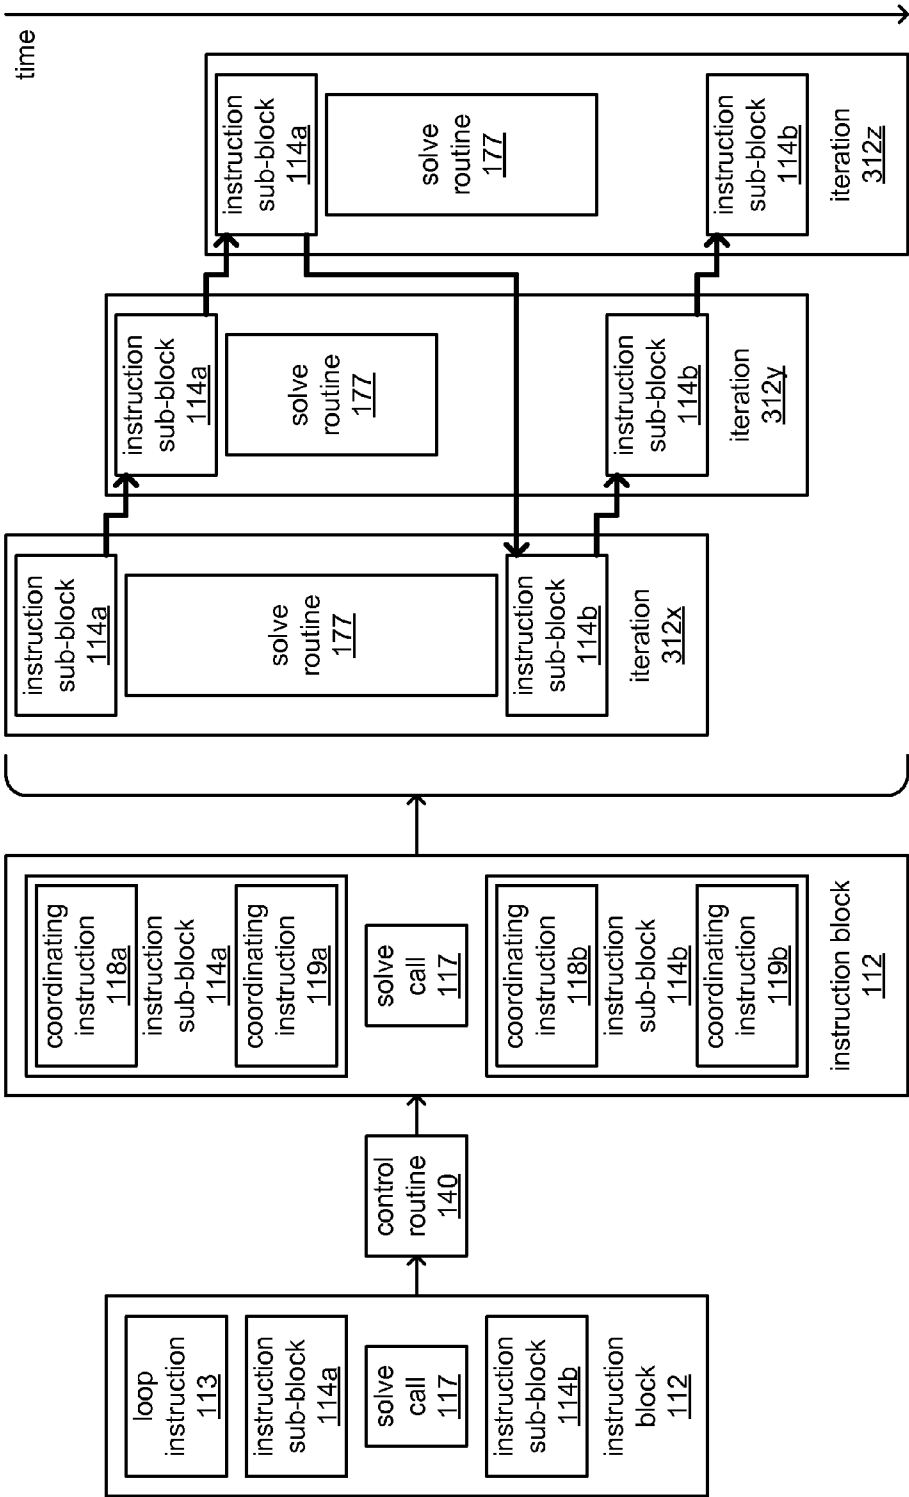 loop
instruction
113
instruction
sub-block
114a
solve
call
117
instruction
sub-block
114b
instruction
block
112
control
routine
140
coordinating
instruction
118a
instruction
sub-block
114a
coordinating
instruction
119a
solve
call
117
coordinating
instruction
118b
instruction
sub-block
114b
coordinating
instruction
119b
instruction block
112
instruction
sub-block
114a
solve
routine
177
instruction
sub-block
114b
iteration
312x
instruction
sub-block
114a
solve
routine
177
instruction
sub-block
114b
iteration
312y
instruction
sub-block
114a
solve
routine
177
instruction
sub-block
114b
iteration
312z
time